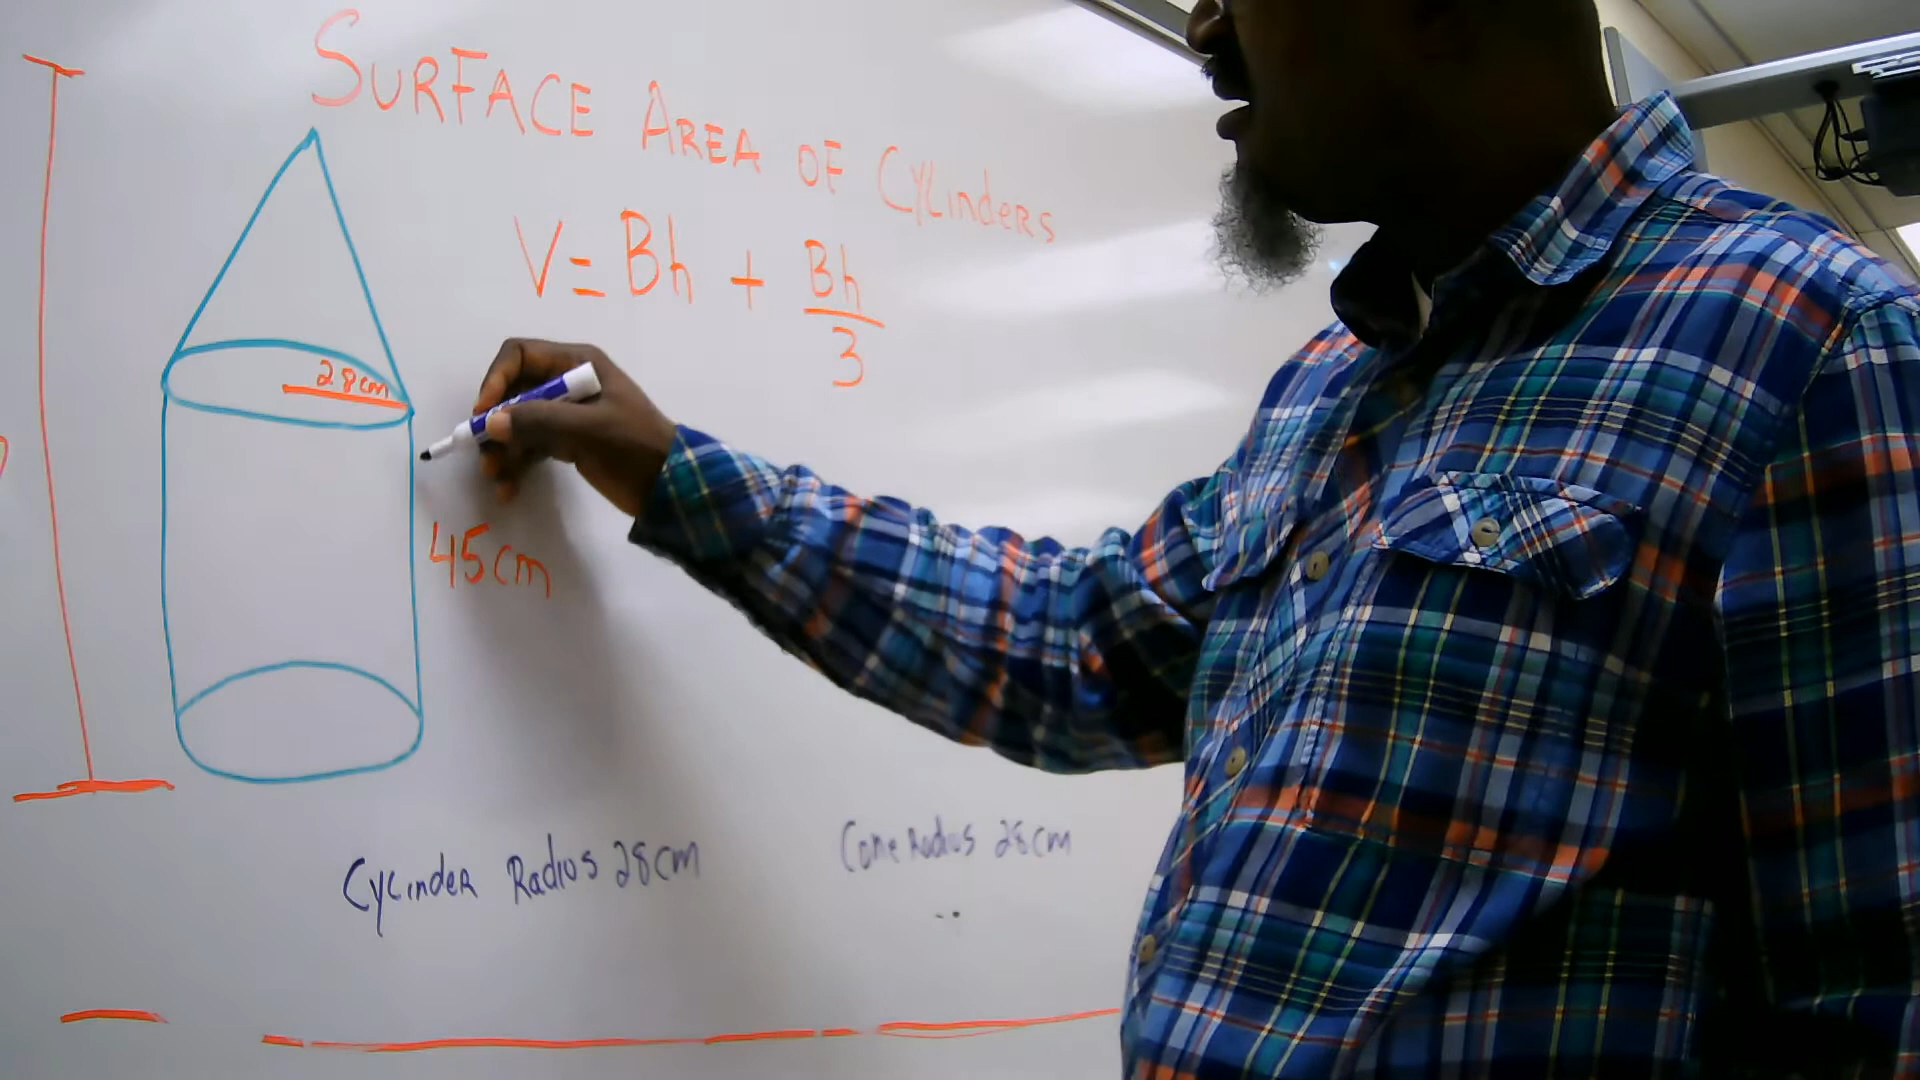 SURFACE AREA OF CYlinDERS
V= Bh + Bh
3
28cm
45cm
CYLINDER RADIUS 28cm
Cone Radius 28cm